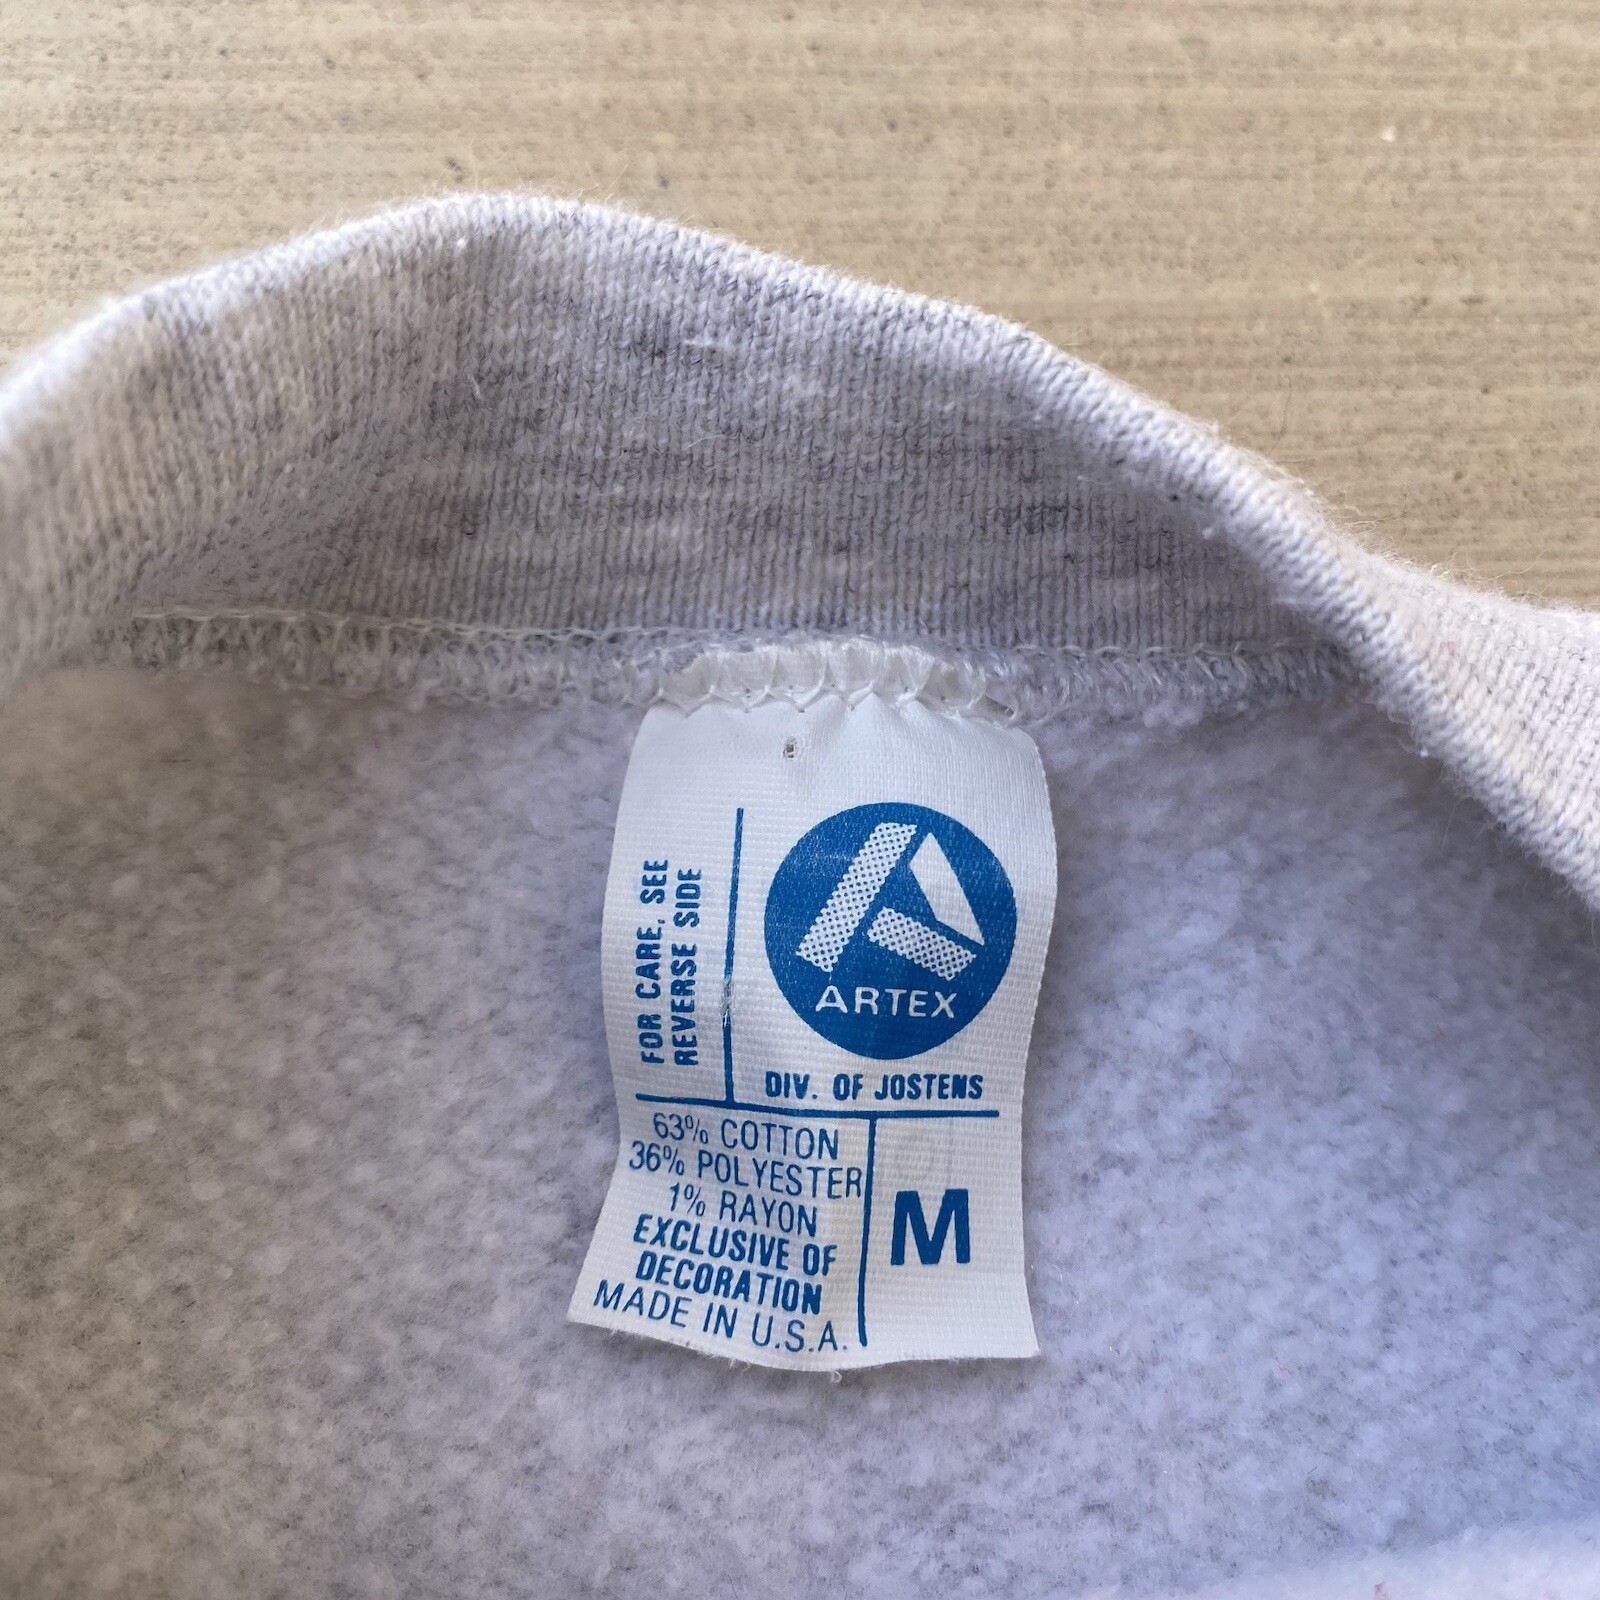 FOR CARE, SEE
REVERSE SIDE
ARTEX
DIV. OF JOSTENS
63% COTTON
36% POLYESTER
1% RAYON
EXCLUSIVE OF
DECORATION
MADE IN U.S.A.
M